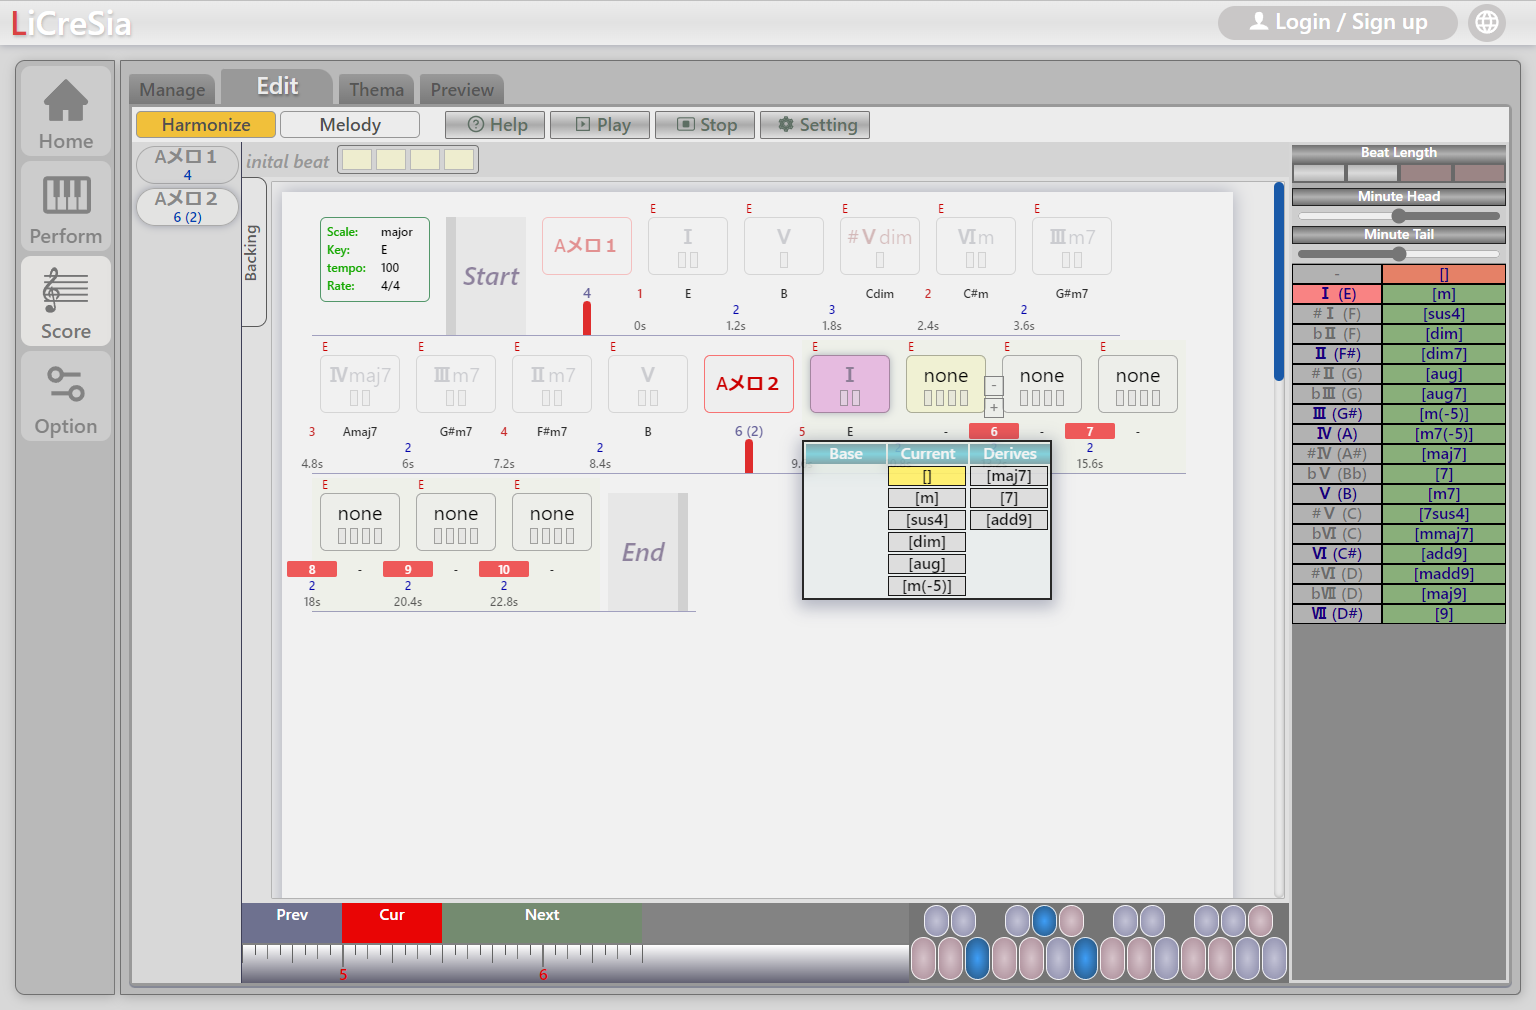 LiCreSia
Login / Sign up
Home
Perform
Score
Option
Manage
Edit
Thema
Preview
Harmonize
Melody
Help
Play
Stop
Setting
Aメロ 1
4
Aメロ 2
6 (2)
inital beat
Backing
Scale: major
Key: E
tempo: 100
Rate: 4/4
Start
E E E E E
Aメロ 1 Ⅰ Ⅴ #Ⅴdim Ⅵm Ⅲm7
4 1 E B Cdim 2 C#m G#m7
2 3 2
0s 1.2s 1.8s 2.4s 3.6s
E E E E E E E E
Ⅳmaj7 Ⅲm7 Ⅱm7 Ⅴ Aメロ 2 Ⅰ none none none
-
+
3 Amaj7 G#m7 4 F#m7 B 6 (2) 5 E - 6 - 7 -
2 2 2
4.8s 6s 7.2s 8.4s 15.6s
Base Current Derives
[] [maj7]
[m] [7]
[sus4] [add9]
[dim]
[aug]
[m(-5)]
E E E
none none none
End
8 - 9 - 10 -
2 2 2
18s 20.4s 22.8s
Prev Cur Next
5 6
Beat Length
Minute Head
Minute Tail
- []
Ⅰ (E) [m]
#Ⅰ (F) [sus4]
bⅡ (F) [dim]
Ⅱ (F#) [dim7]
#Ⅱ (G) [aug]
bⅢ (G) [aug7]
Ⅲ (G#) [m(-5)]
Ⅳ (A) [m7(-5)]
#Ⅳ (A#) [maj7]
bⅤ (Bb) [7]
Ⅴ (B) [m7]
#Ⅴ (C) [7sus4]
bⅥ (C) [mmaj7]
Ⅵ (C#) [add9]
#Ⅵ (D) [madd9]
bⅦ (D) [maj9]
Ⅶ (D#) [9]